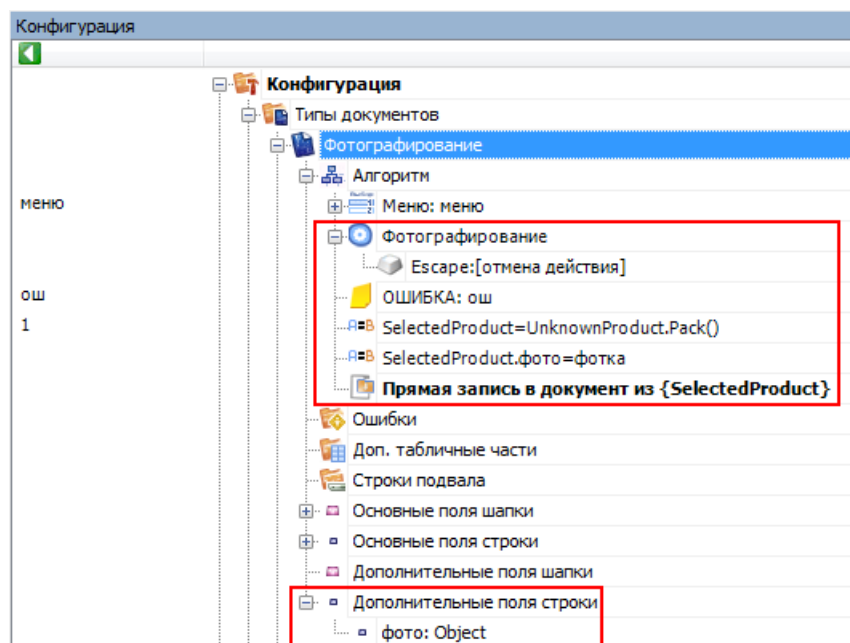 Конфигурация
Конфигурация
Типы документов
Фотографирование
Алгоритм
меню Меню: меню
Фотографирование
Escape:[отмена действия]
ош ОШИБКА: ош
1 A=B SelectedProduct=UnknownProduct.Pack()
A=B SelectedProduct.фото=фотка
Прямая запись в документ из {SelectedProduct}
Ошибки
Доп. табличные части
Строки подвала
Основные поля шапки
Основные поля строки
Дополнительные поля шапки
Дополнительные поля строки
фото: Object